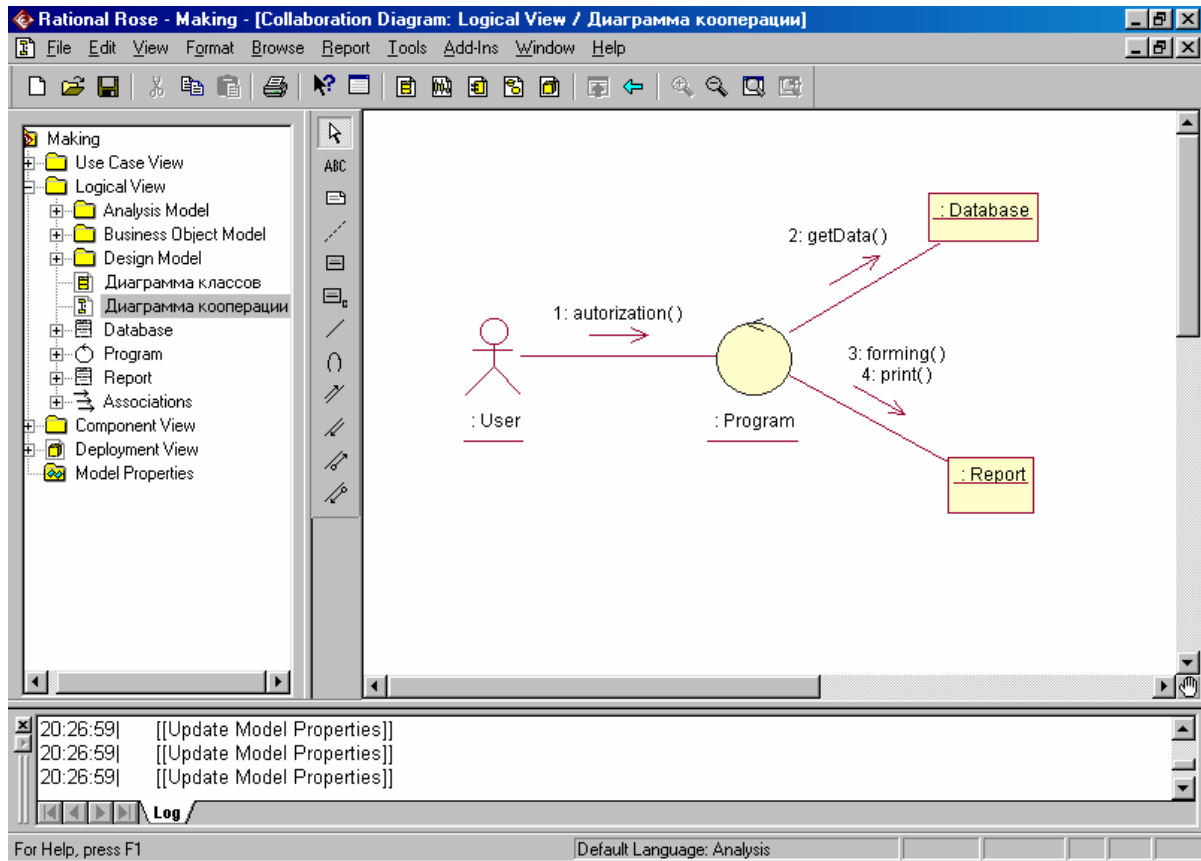 Rational Rose - Making - [Collaboration Diagram: Logical View / Диаграмма кооперации]
File Edit View Format Browse Report Tools Add-Ins Window Help
Making
Use Case View
Logical View
Analysis Model
Business Object Model
Design Model
Диаграмма классов
Диаграмма кооперации
Database
Program
Report
Associations
Component View
Deployment View
Model Properties
ABC
: Database
2: getData( )
1: autorization( )
3: forming( )
4: print( )
: User
: Program
: Report
20:26:59| [[Update Model Properties]]
20:26:59| [[Update Model Properties]]
20:26:59| [[Update Model Properties]]
Log
For Help, press F1
Default Language: Analysis